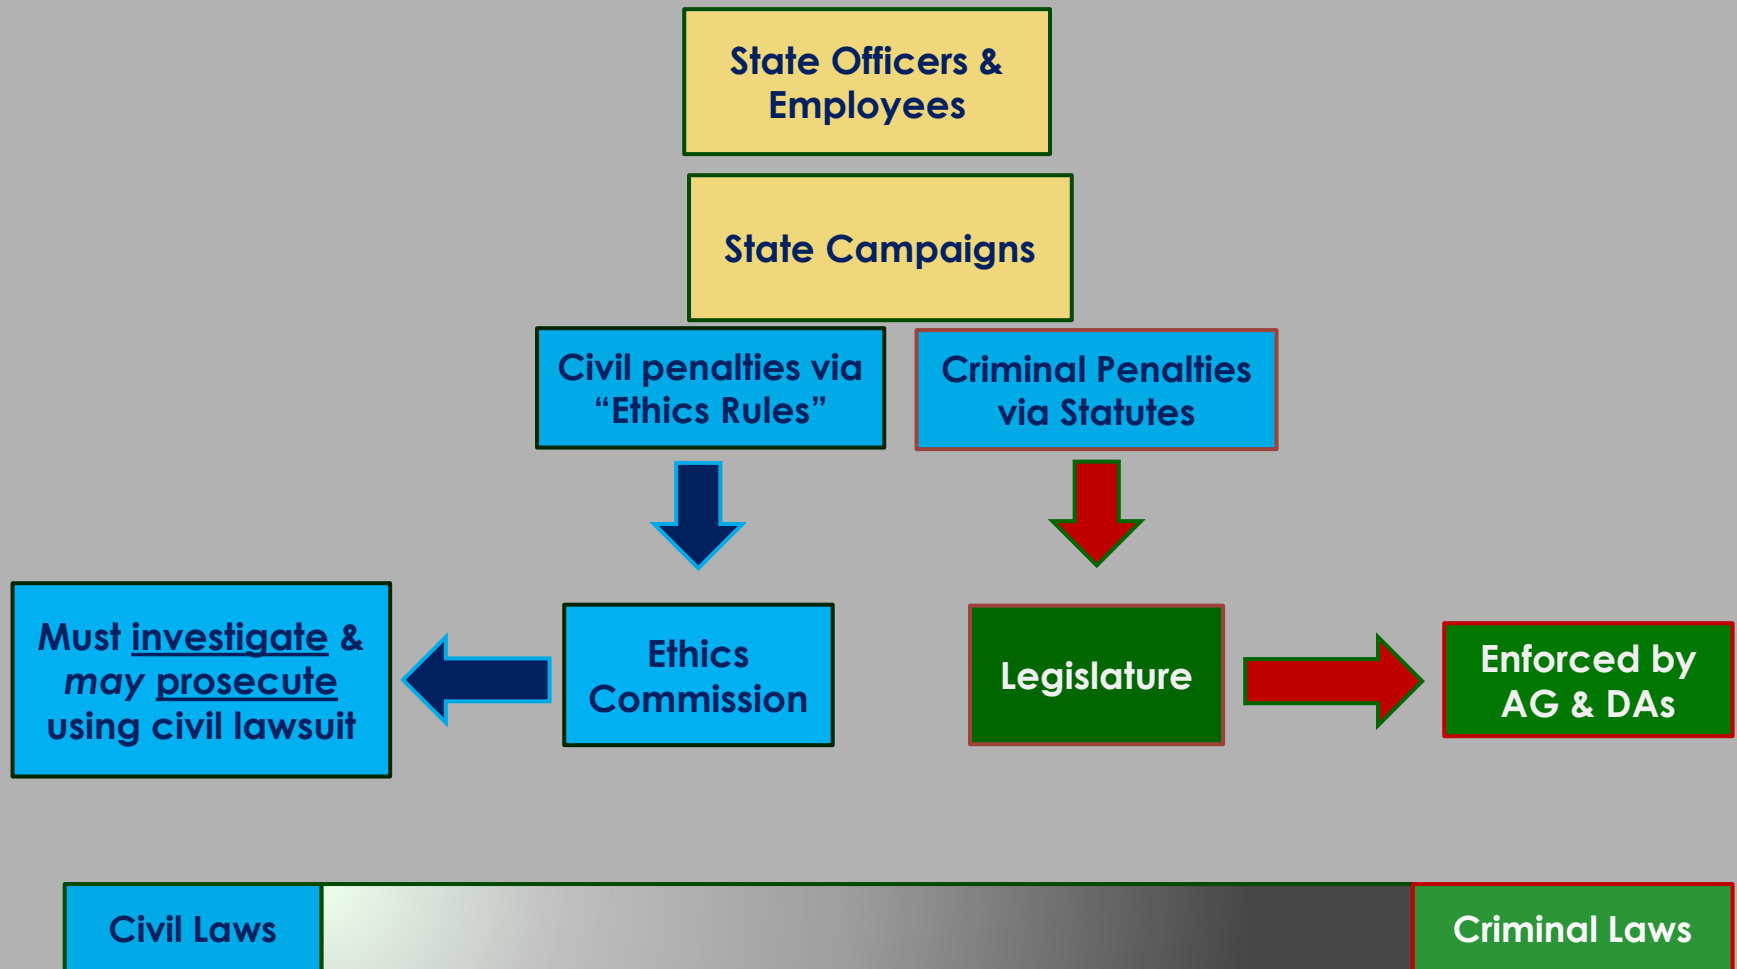 State Officers &
Employees
State Campaigns
Civil penalties via
“Ethics Rules”
Criminal Penalties
via Statutes
Must investigate &
may prosecute
using civil lawsuit
Ethics
Commission
Legislature
Enforced by
AG & DAs
Civil Laws
Criminal Laws